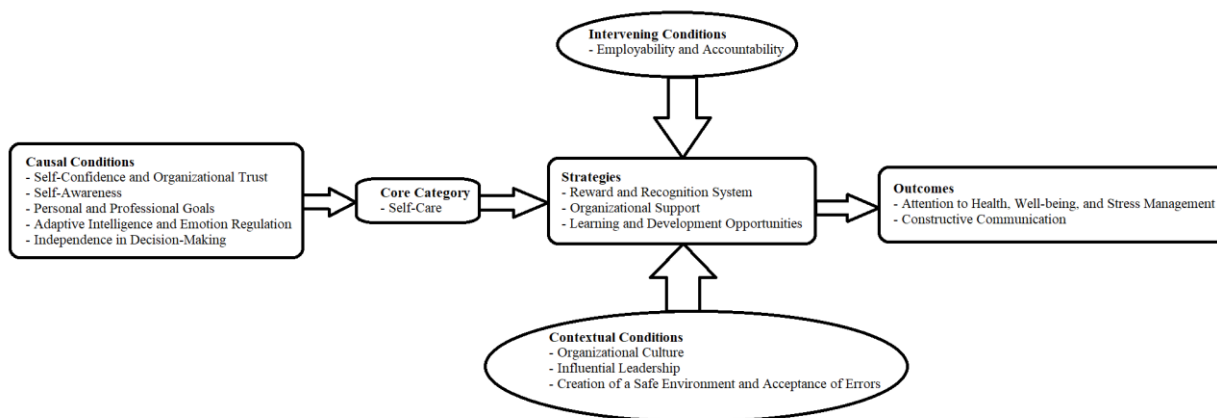 Intervening Conditions
- Employability and Accountability
Causal Conditions
- Self-Confidence and Organizational Trust
- Self-Awareness
- Personal and Professional Goals
- Adaptive Intelligence and Emotion Regulation
- Independence in Decision-Making
Core Category
- Self-Care
Strategies
- Reward and Recognition System
- Organizational Support
- Learning and Development Opportunities
Outcomes
- Attention to Health, Well-being, and Stress Management
- Constructive Communication
Contextual Conditions
- Organizational Culture
- Influential Leadership
- Creation of a Safe Environment and Acceptance of Errors